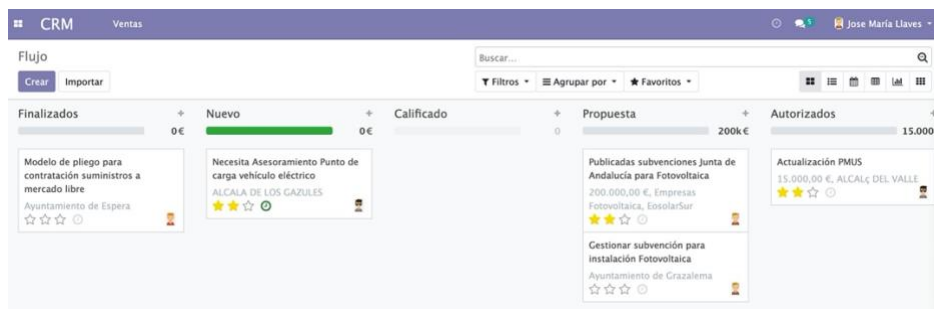 CRM Ventas 5 Jose María Llaves
Flujo
Buscar...
Crear Importar
Filtros Agrupar por Favoritos
Finalizados + 0€
Modelo de pliego para
contratación suministros a
mercado libre
Ayuntamiento de Espera
Nuevo + 0€
Necesita Asesoramiento Punto de
carga vehículo eléctrico
ALCALA DE LOS GAZULES
Calificado + 0
Propuesta + 200k€
Publicadas subvenciones Junta de
Andalucía para Fotovoltaica
200.000,00 €, Empresas
Fotovoltaica, EosolarSur
Gestionar subvención para
instalación Fotovoltaica
Ayuntamiento de Grazalema
Autorizados + 15.000
Actualización PMUS
15.000,00 €, ALCALç DEL VALLE